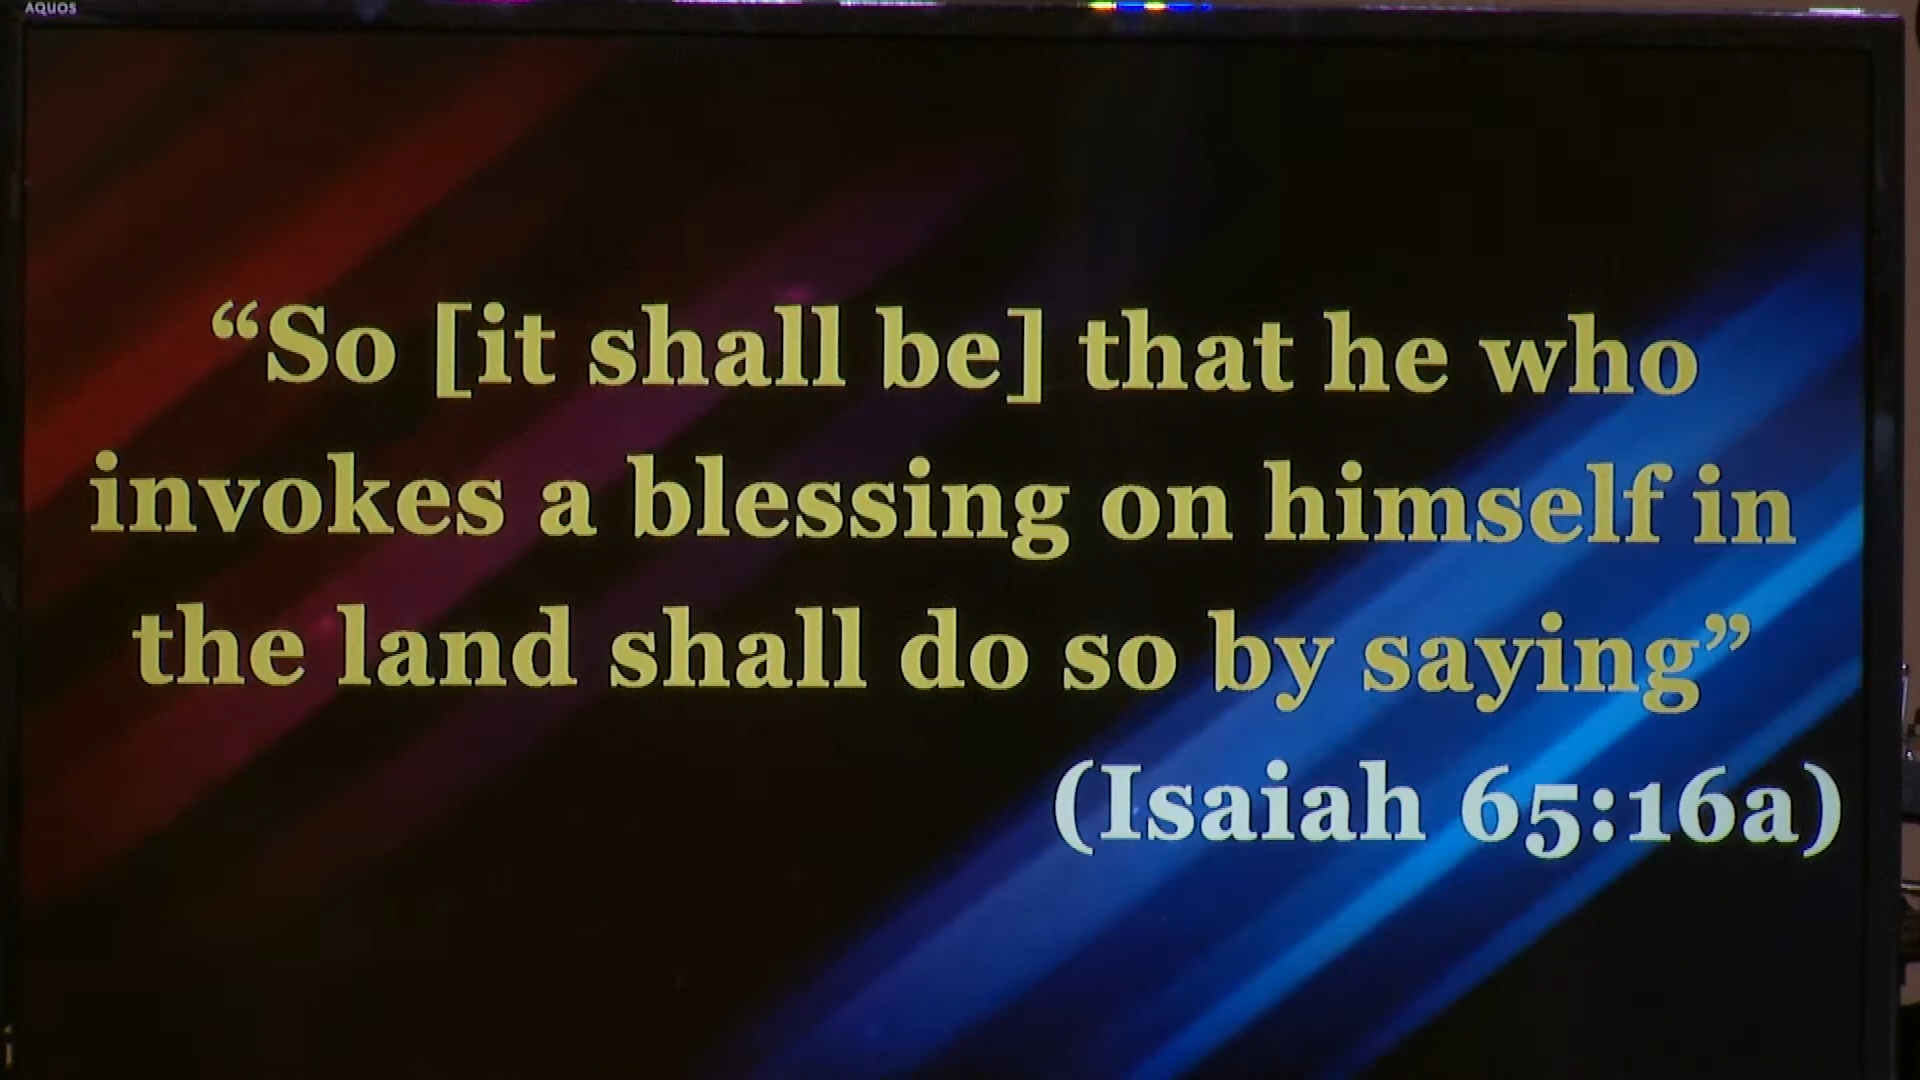 AQUOS
“So [it shall be] that he who
invokes a blessing on himself in
the land shall do so by saying”
(Isaiah 65:16a)